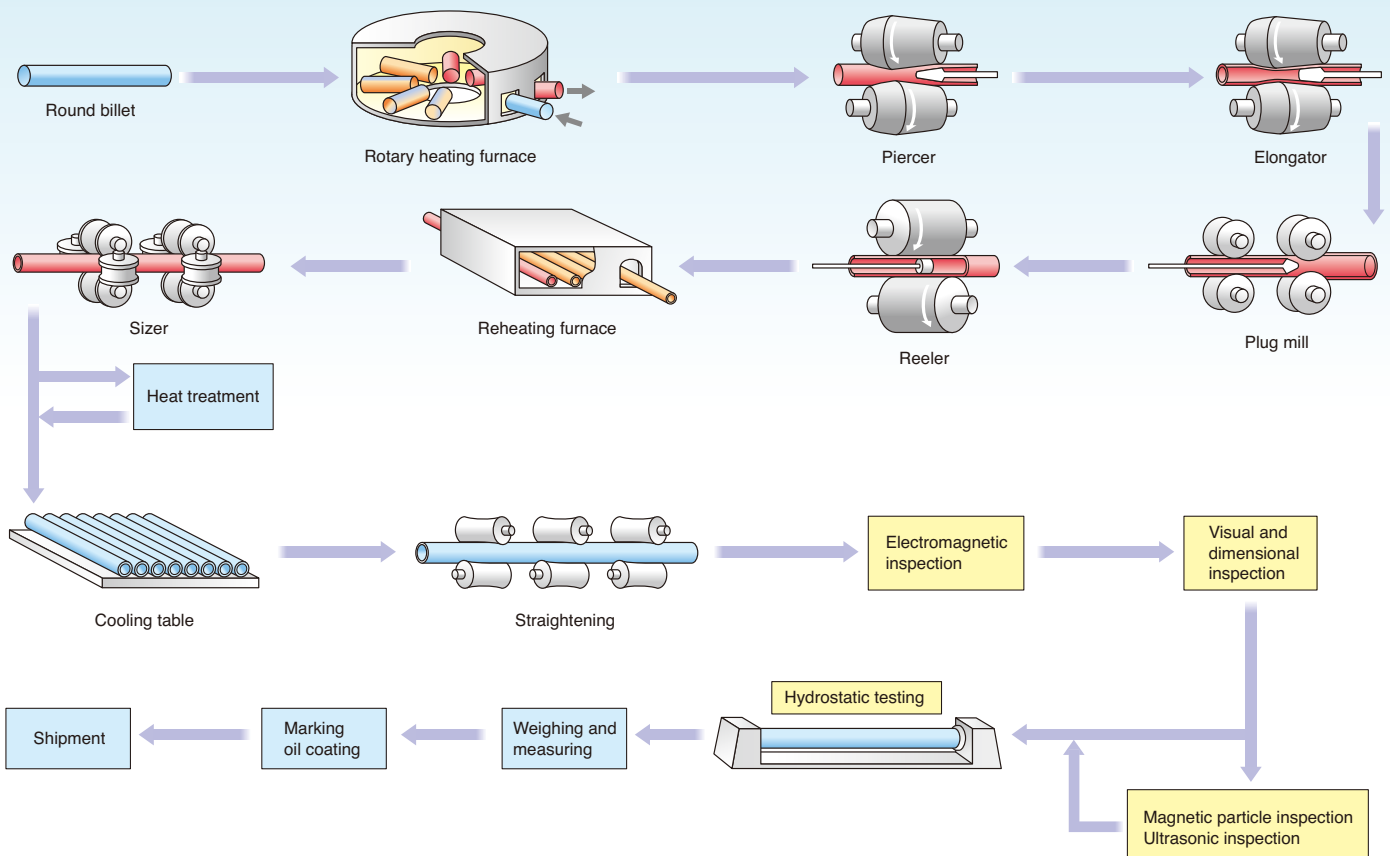 Round billet
Rotary heating furnace
Piercer
Elongator
Sizer
Reheating furnace
Reeler
Plug mill
Heat treatment
Cooling table
Straightening
Electromagnetic
inspection
Visual and
dimensional
inspection
Shipment
Marking
oil coating
Weighing and
measuring
Hydrostatic testing
Magnetic particle inspection
Ultrasonic inspection